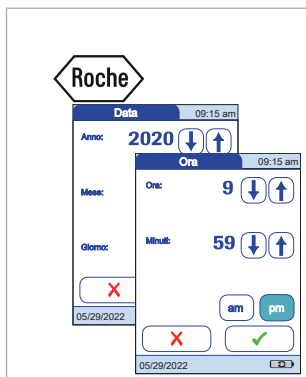 Roche
Data 09:15 am
Anno: 2020
Mese:
Giorno:
05/29/2022
Ora 09:15 am
Ora: 9
Minuti: 59
am pm
05/29/2022